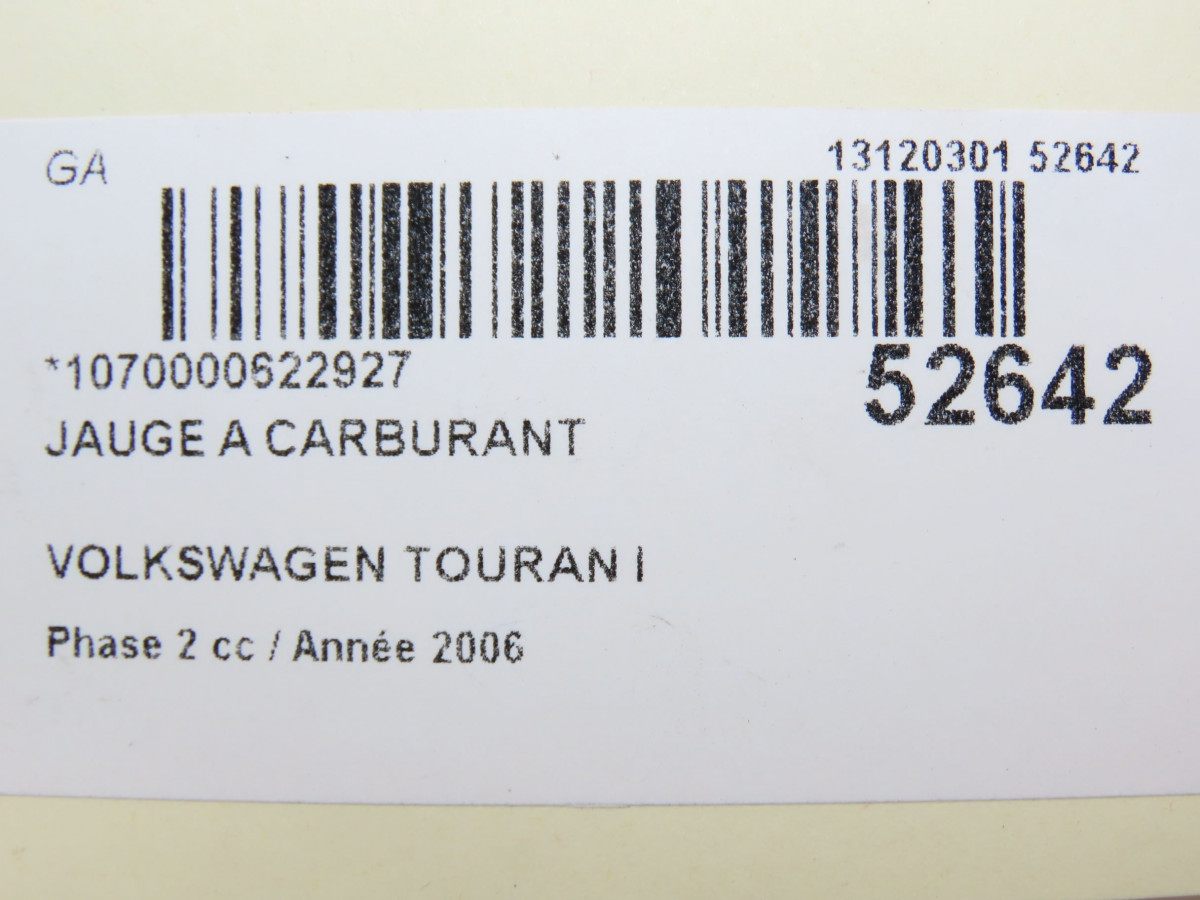 GA
13120301 52642
*1070000622927
52642
JAUGE A CARBURANT
VOLKSWAGEN TOURAN I
Phase 2 cc / Année 2006